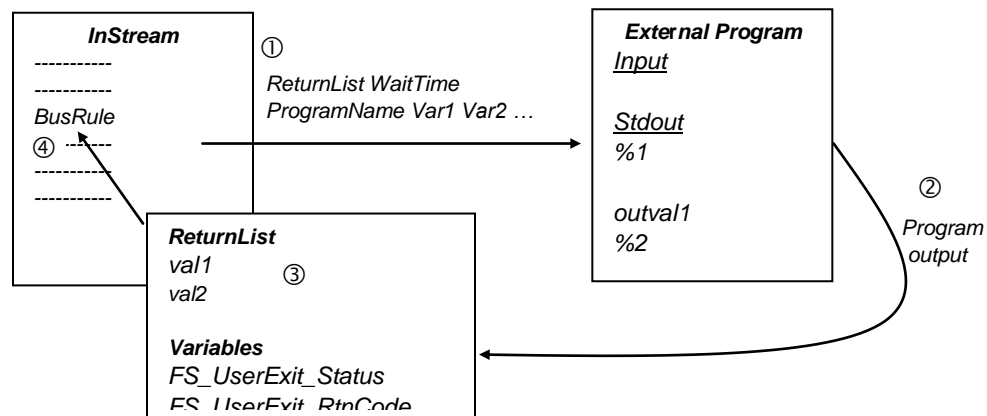 InStream
-----------
-----------
BusRule
④ ------
-----------
-----------
①
ReturnList WaitTime
ProgramName Var1 Var2 …
External Program
Input
Stdout
%1
outval1
%2
②
Program
output
ReturnList
val1
val2
③
Variables
FS_UserExit_Status
FS_UserExit_RtnCode